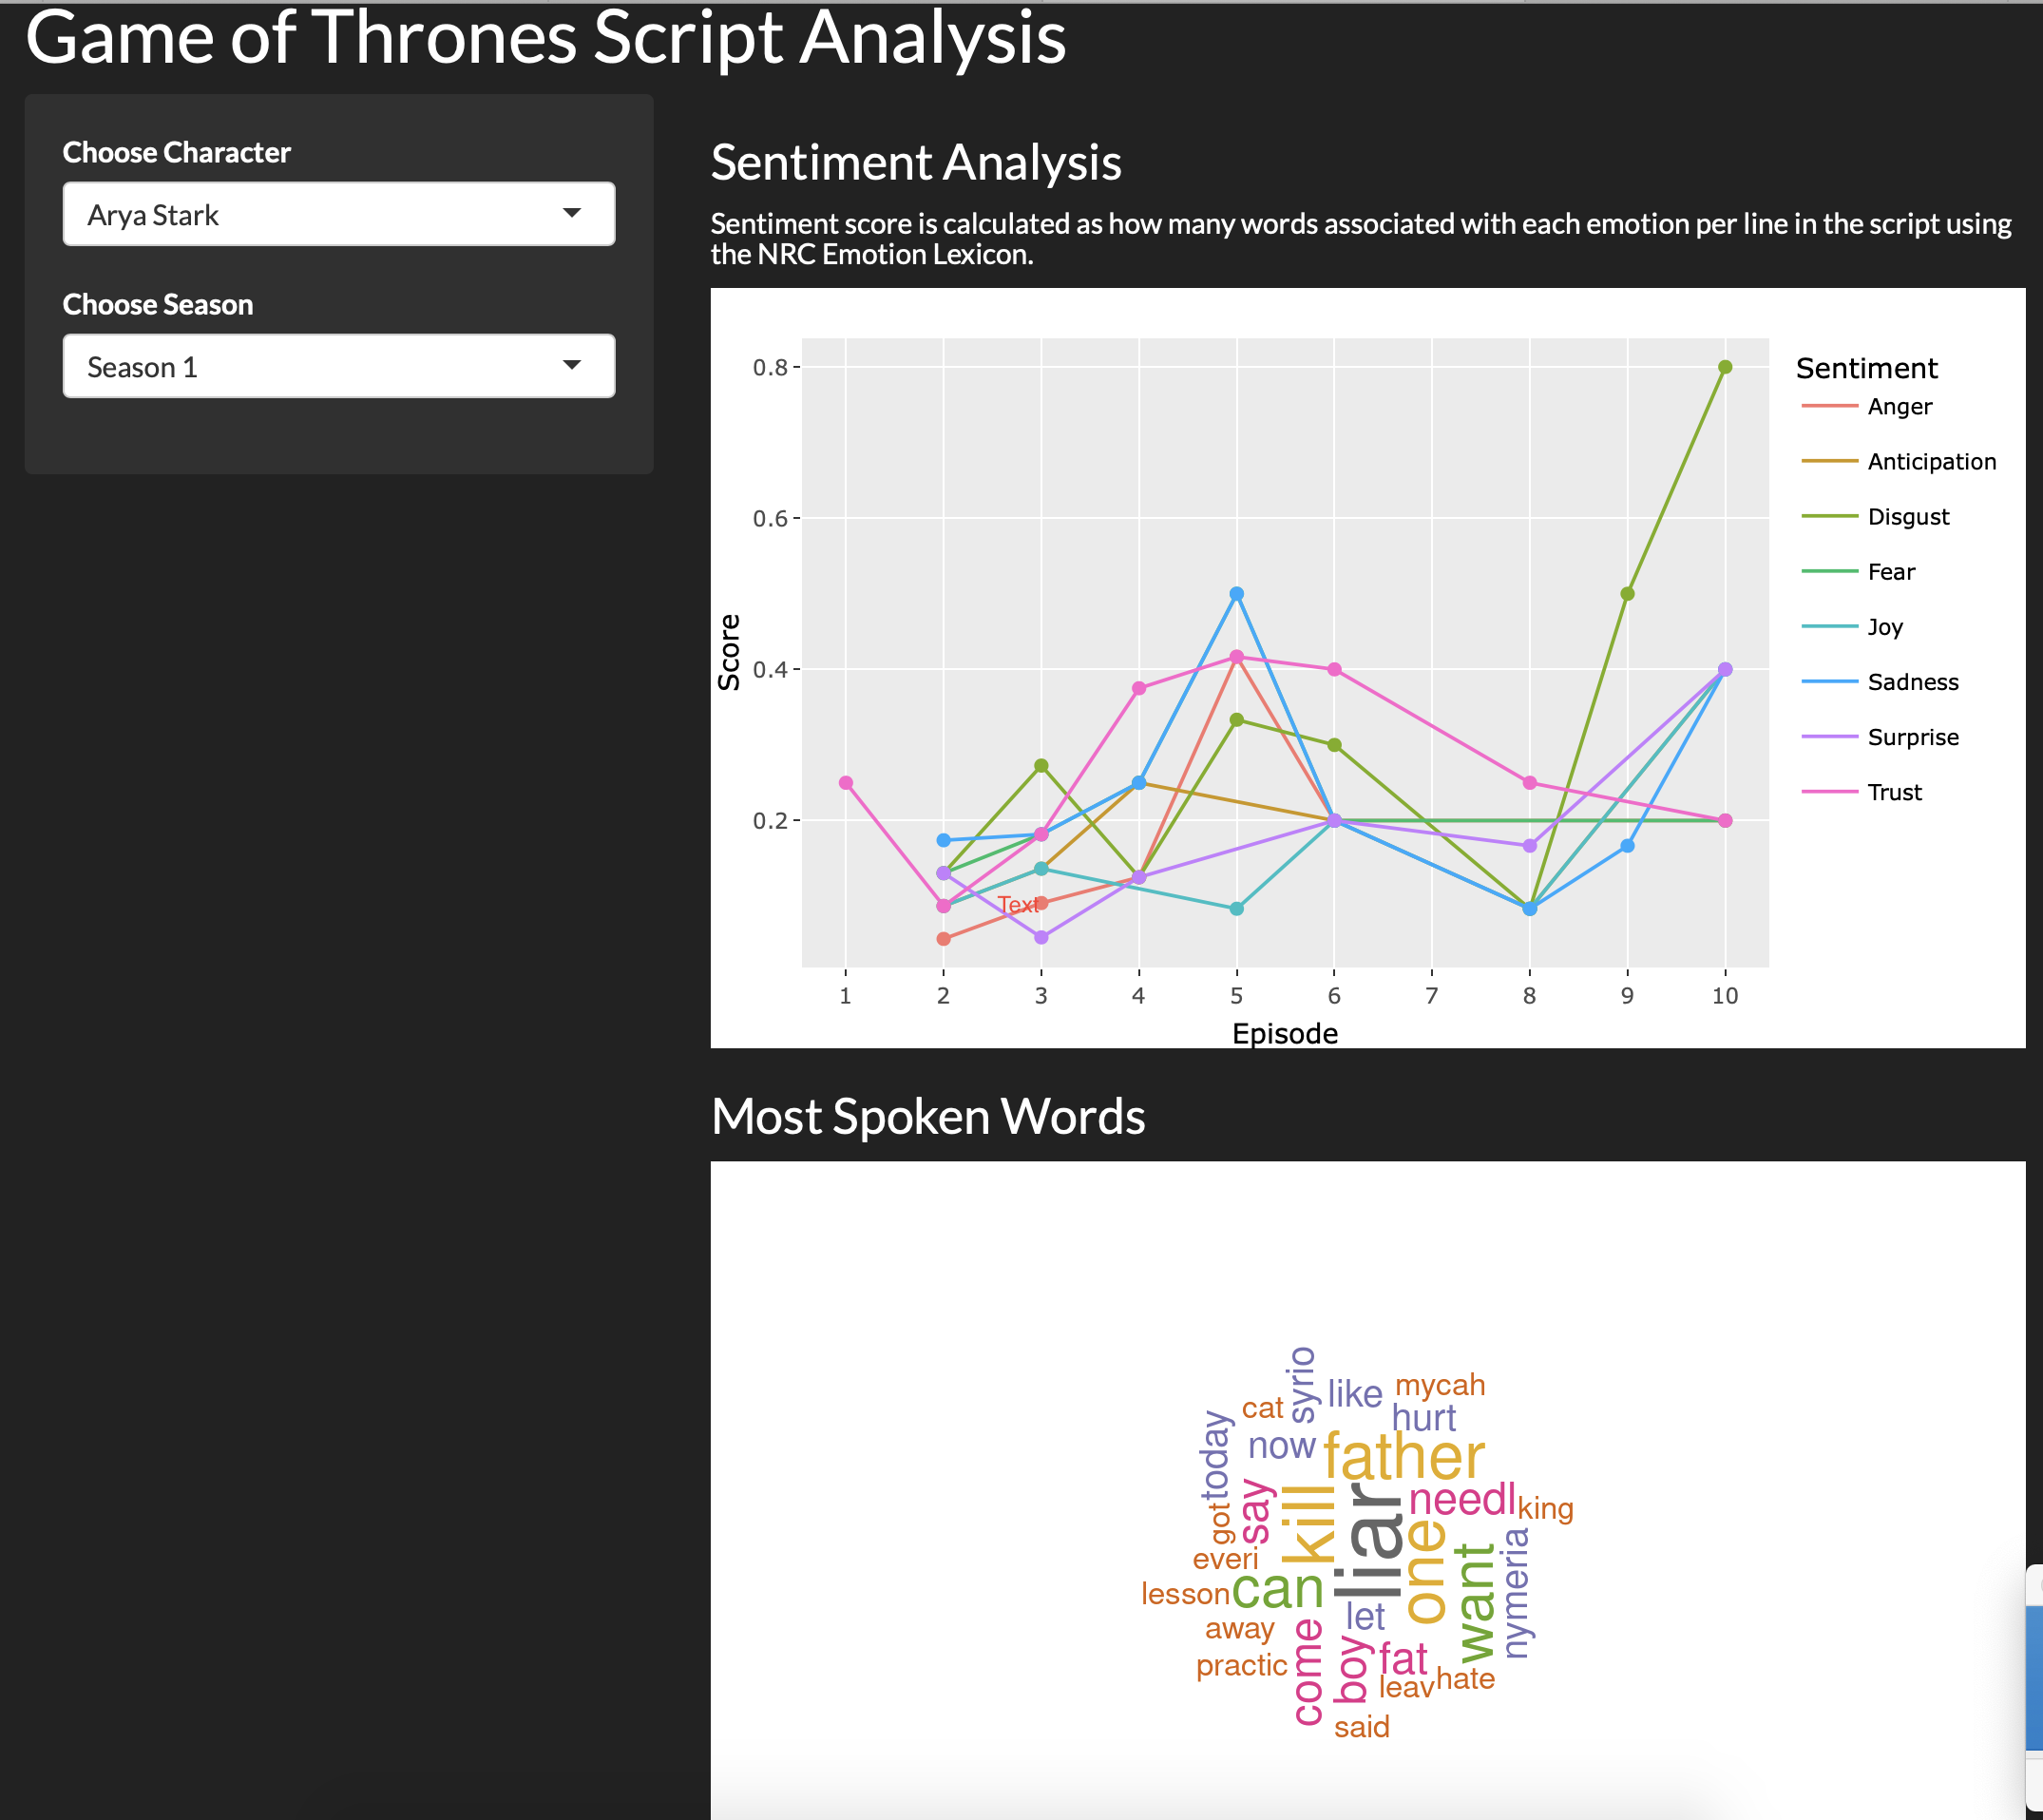 Game of Thrones Script Analysis
Choose Character
Arya Stark
Choose Season
Season 1
Sentiment Analysis
Sentiment score is calculated as how many words associated with each emotion per line in the script using
the NRC Emotion Lexicon.
0.8
0.6
0.4
0.2
Score
Text
1 2 3 4 5 6 7 8 9 10
Episode
Sentiment
Anger
Anticipation
Disgust
Fear
Joy
Sadness
Surprise
Trust
Most Spoken Words
syrio
like
mycah
cat
hurt
today
now
father
say
kill
liar
needl
king
got
one
everi
want
nymeria
lesson
can
let
away
come
boy
fat
practic
leav
hate
said